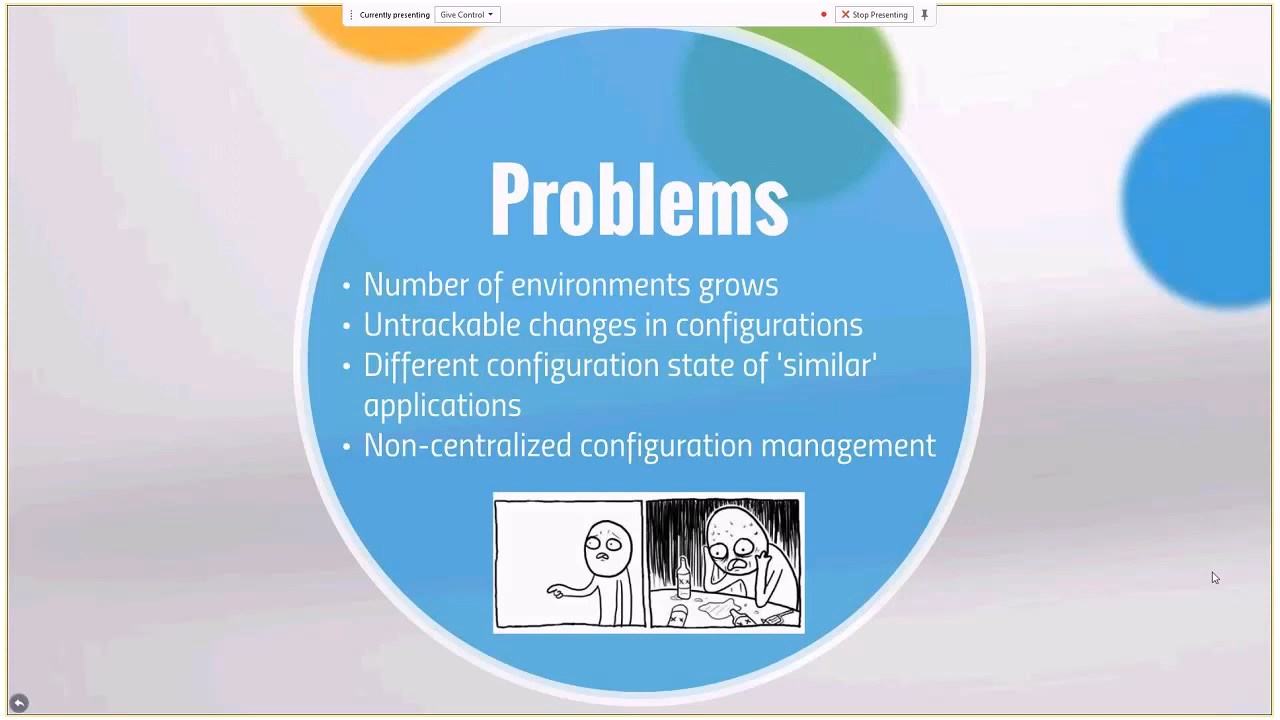 Currently presenting Give Control Stop Presenting
Problems
• Number of environments grows
• Untrackable changes in configurations
• Different configuration state of 'similar'
applications
• Non-centralized configuration management